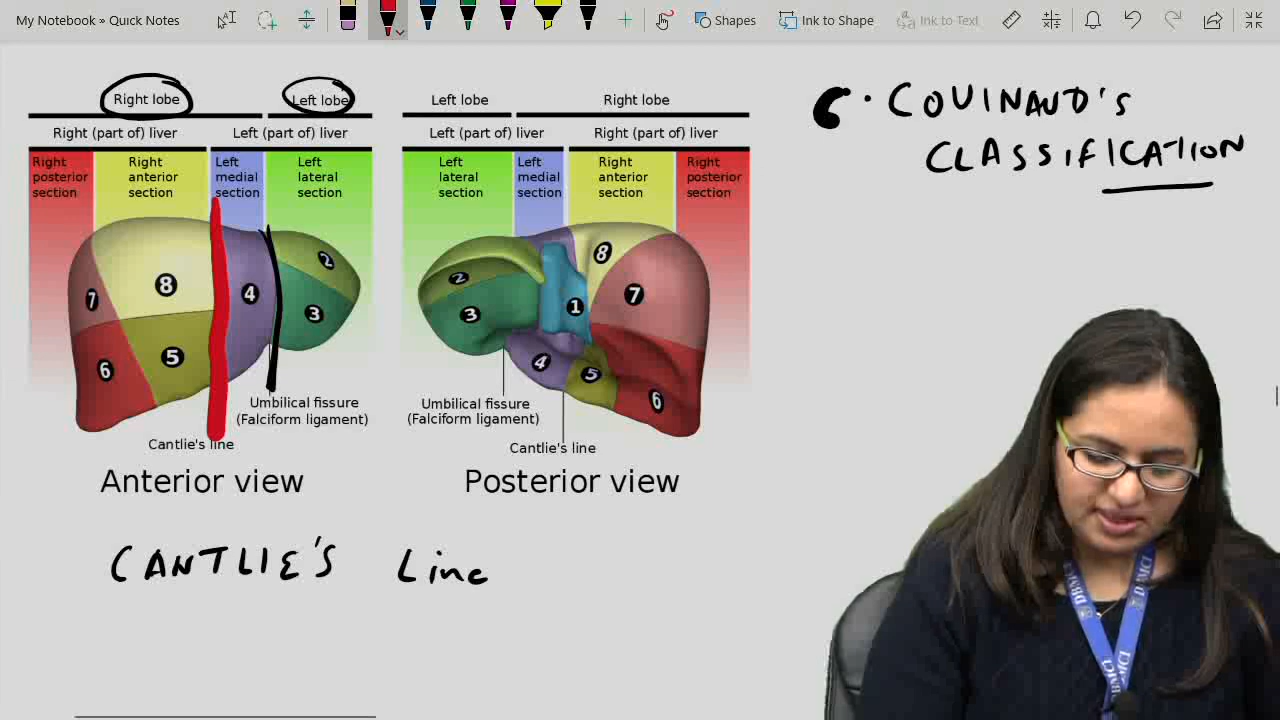 My Notebook » Quick Notes
Shapes
Ink to Shape
Ink to Text
Right lobe
Left lobe
Right (part of) liver
Left (part of) liver
Right posterior section
Right anterior section
Left medial section
Left lateral section
8
7
4
2
3
5
6
Umbilical fissure
(Falciform ligament)
Cantlie's line
Anterior view
Left lobe
Right lobe
Left (part of) liver
Right (part of) liver
Left lateral section
Left medial section
Right anterior section
Right posterior section
8
2
7
1
3
4
5
6
Umbilical fissure
(Falciform ligament)
Cantlie's line
Posterior view
COUINAUD'S
CLASSIFICATION
CANTLIE'S Line
DBMCI
DBMCI
DBMCI